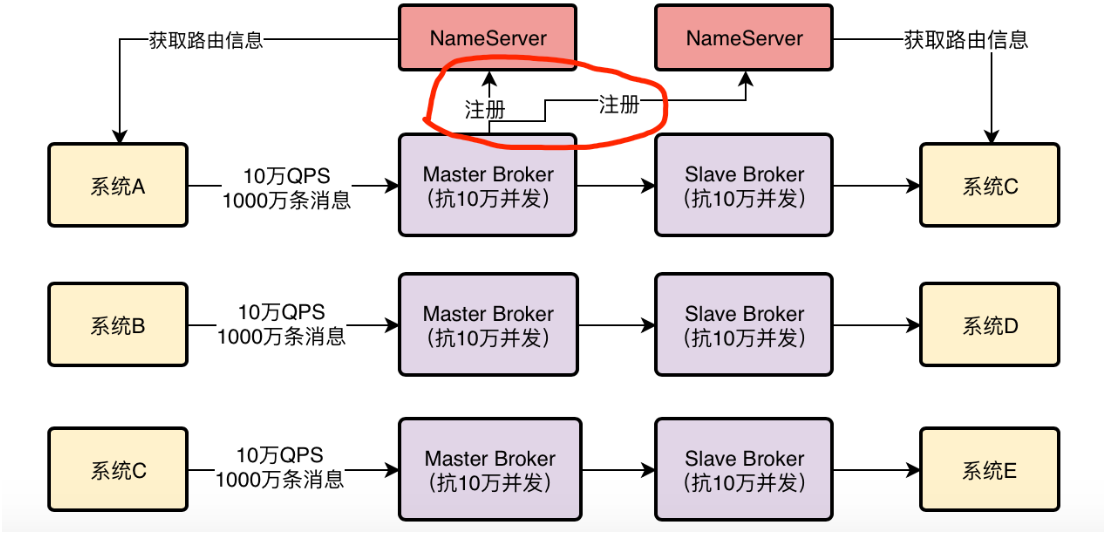 获取路由信息
NameServer
NameServer
获取路由信息
注册
注册
系统A
10万QPS
1000万条消息
Master Broker
（抗10万并发）
Slave Broker
（抗10万并发）
系统C
系统B
10万QPS
1000万条消息
Master Broker
（抗10万并发）
Slave Broker
（抗10万并发）
系统D
系统C
10万QPS
1000万条消息
Master Broker
（抗10万并发）
Slave Broker
（抗10万并发）
系统E